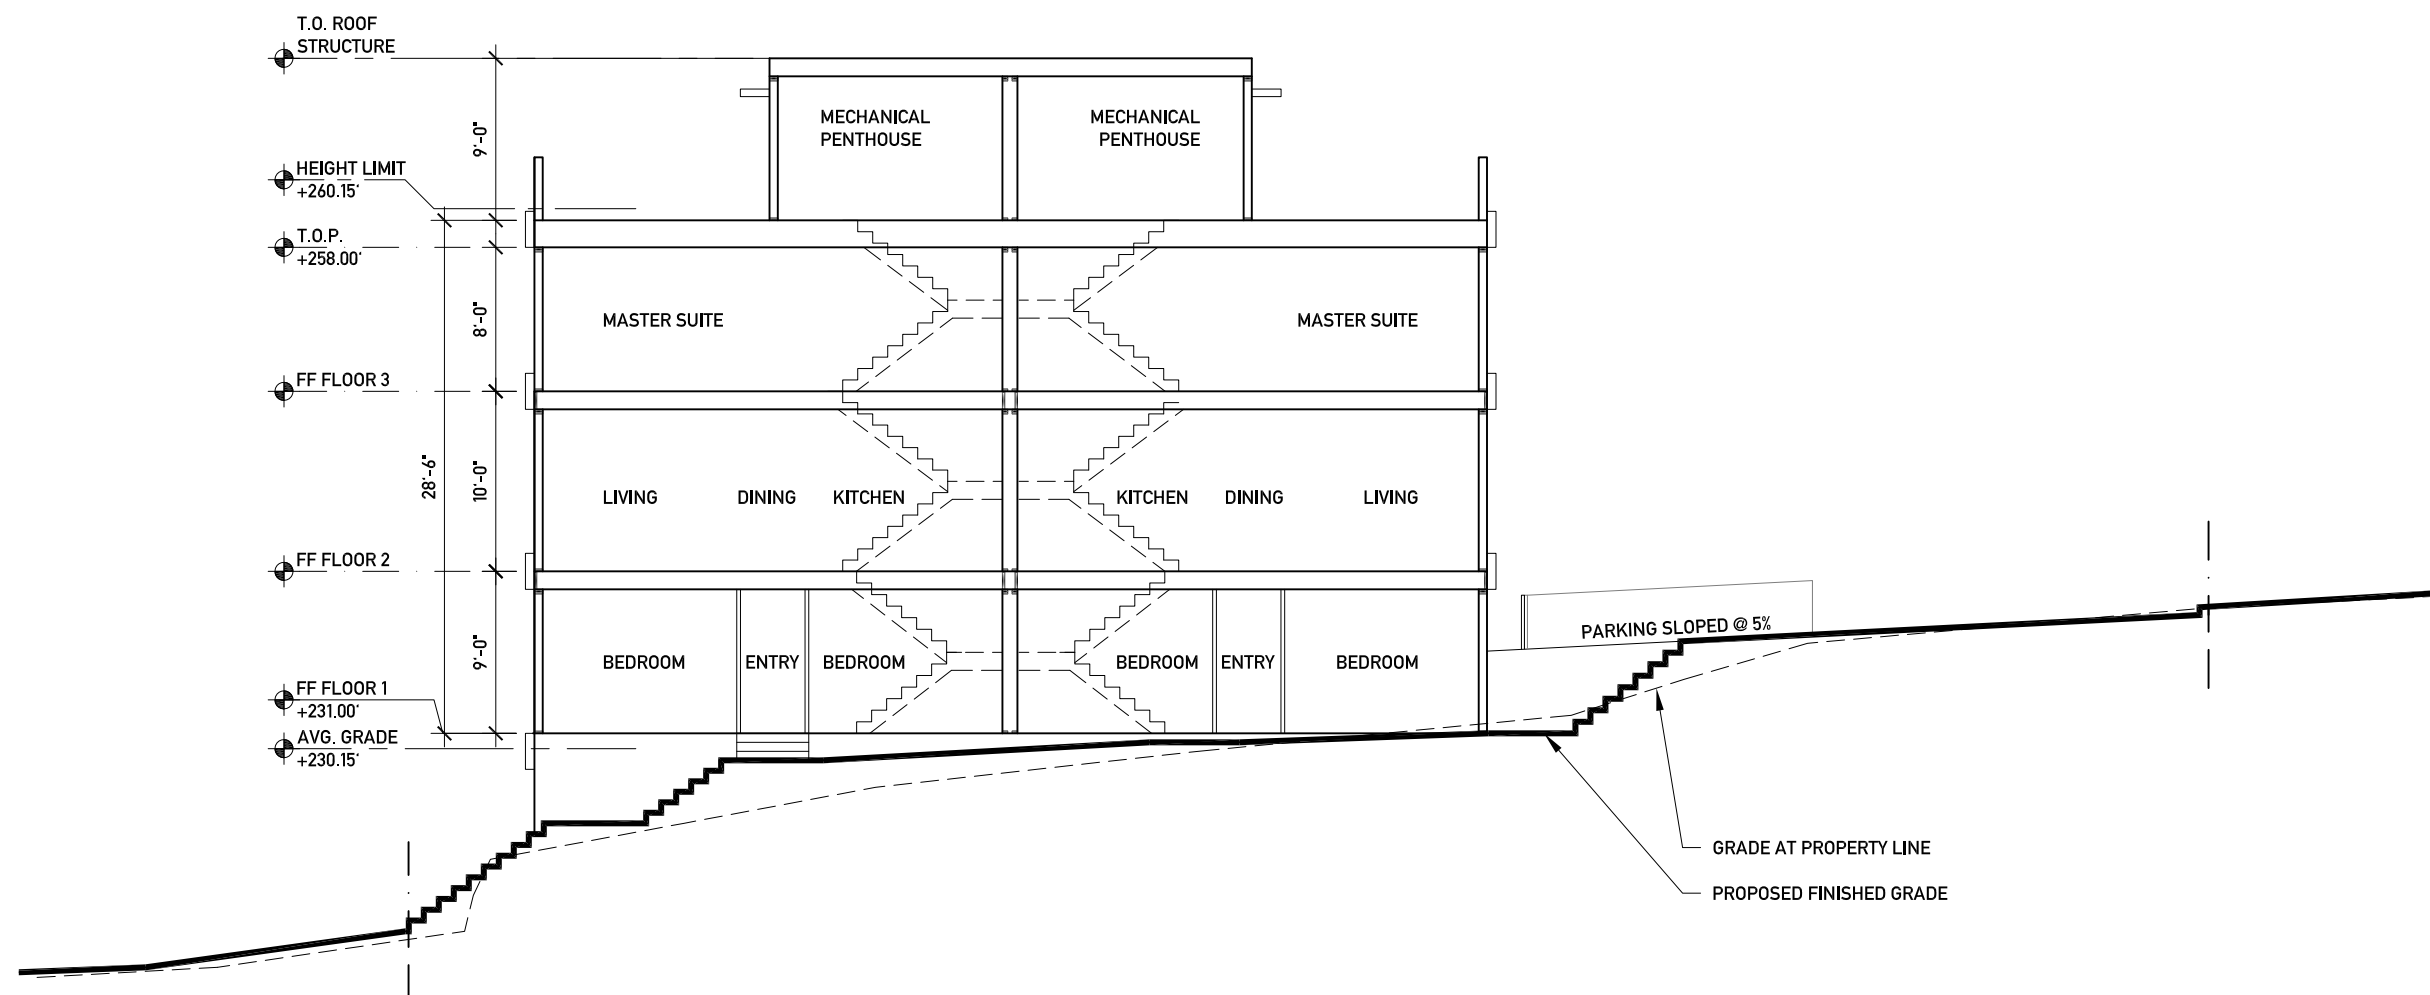 T.O. ROOF
STRUCTURE
MECHANICAL
PENTHOUSE
MECHANICAL
PENTHOUSE
9'-0"
HEIGHT LIMIT
+260.15'
T.O.P.
+258.00'
8'-0"
MASTER SUITE
MASTER SUITE
FF FLOOR 3
28'-6"
10'-0"
LIVING
DINING
KITCHEN
KITCHEN
DINING
LIVING
FF FLOOR 2
PARKING SLOPED @ 5%
9'-0"
BEDROOM
ENTRY
BEDROOM
BEDROOM
ENTRY
BEDROOM
FF FLOOR 1
+231.00'
AVG. GRADE
+230.15'
GRADE AT PROPERTY LINE
PROPOSED FINISHED GRADE